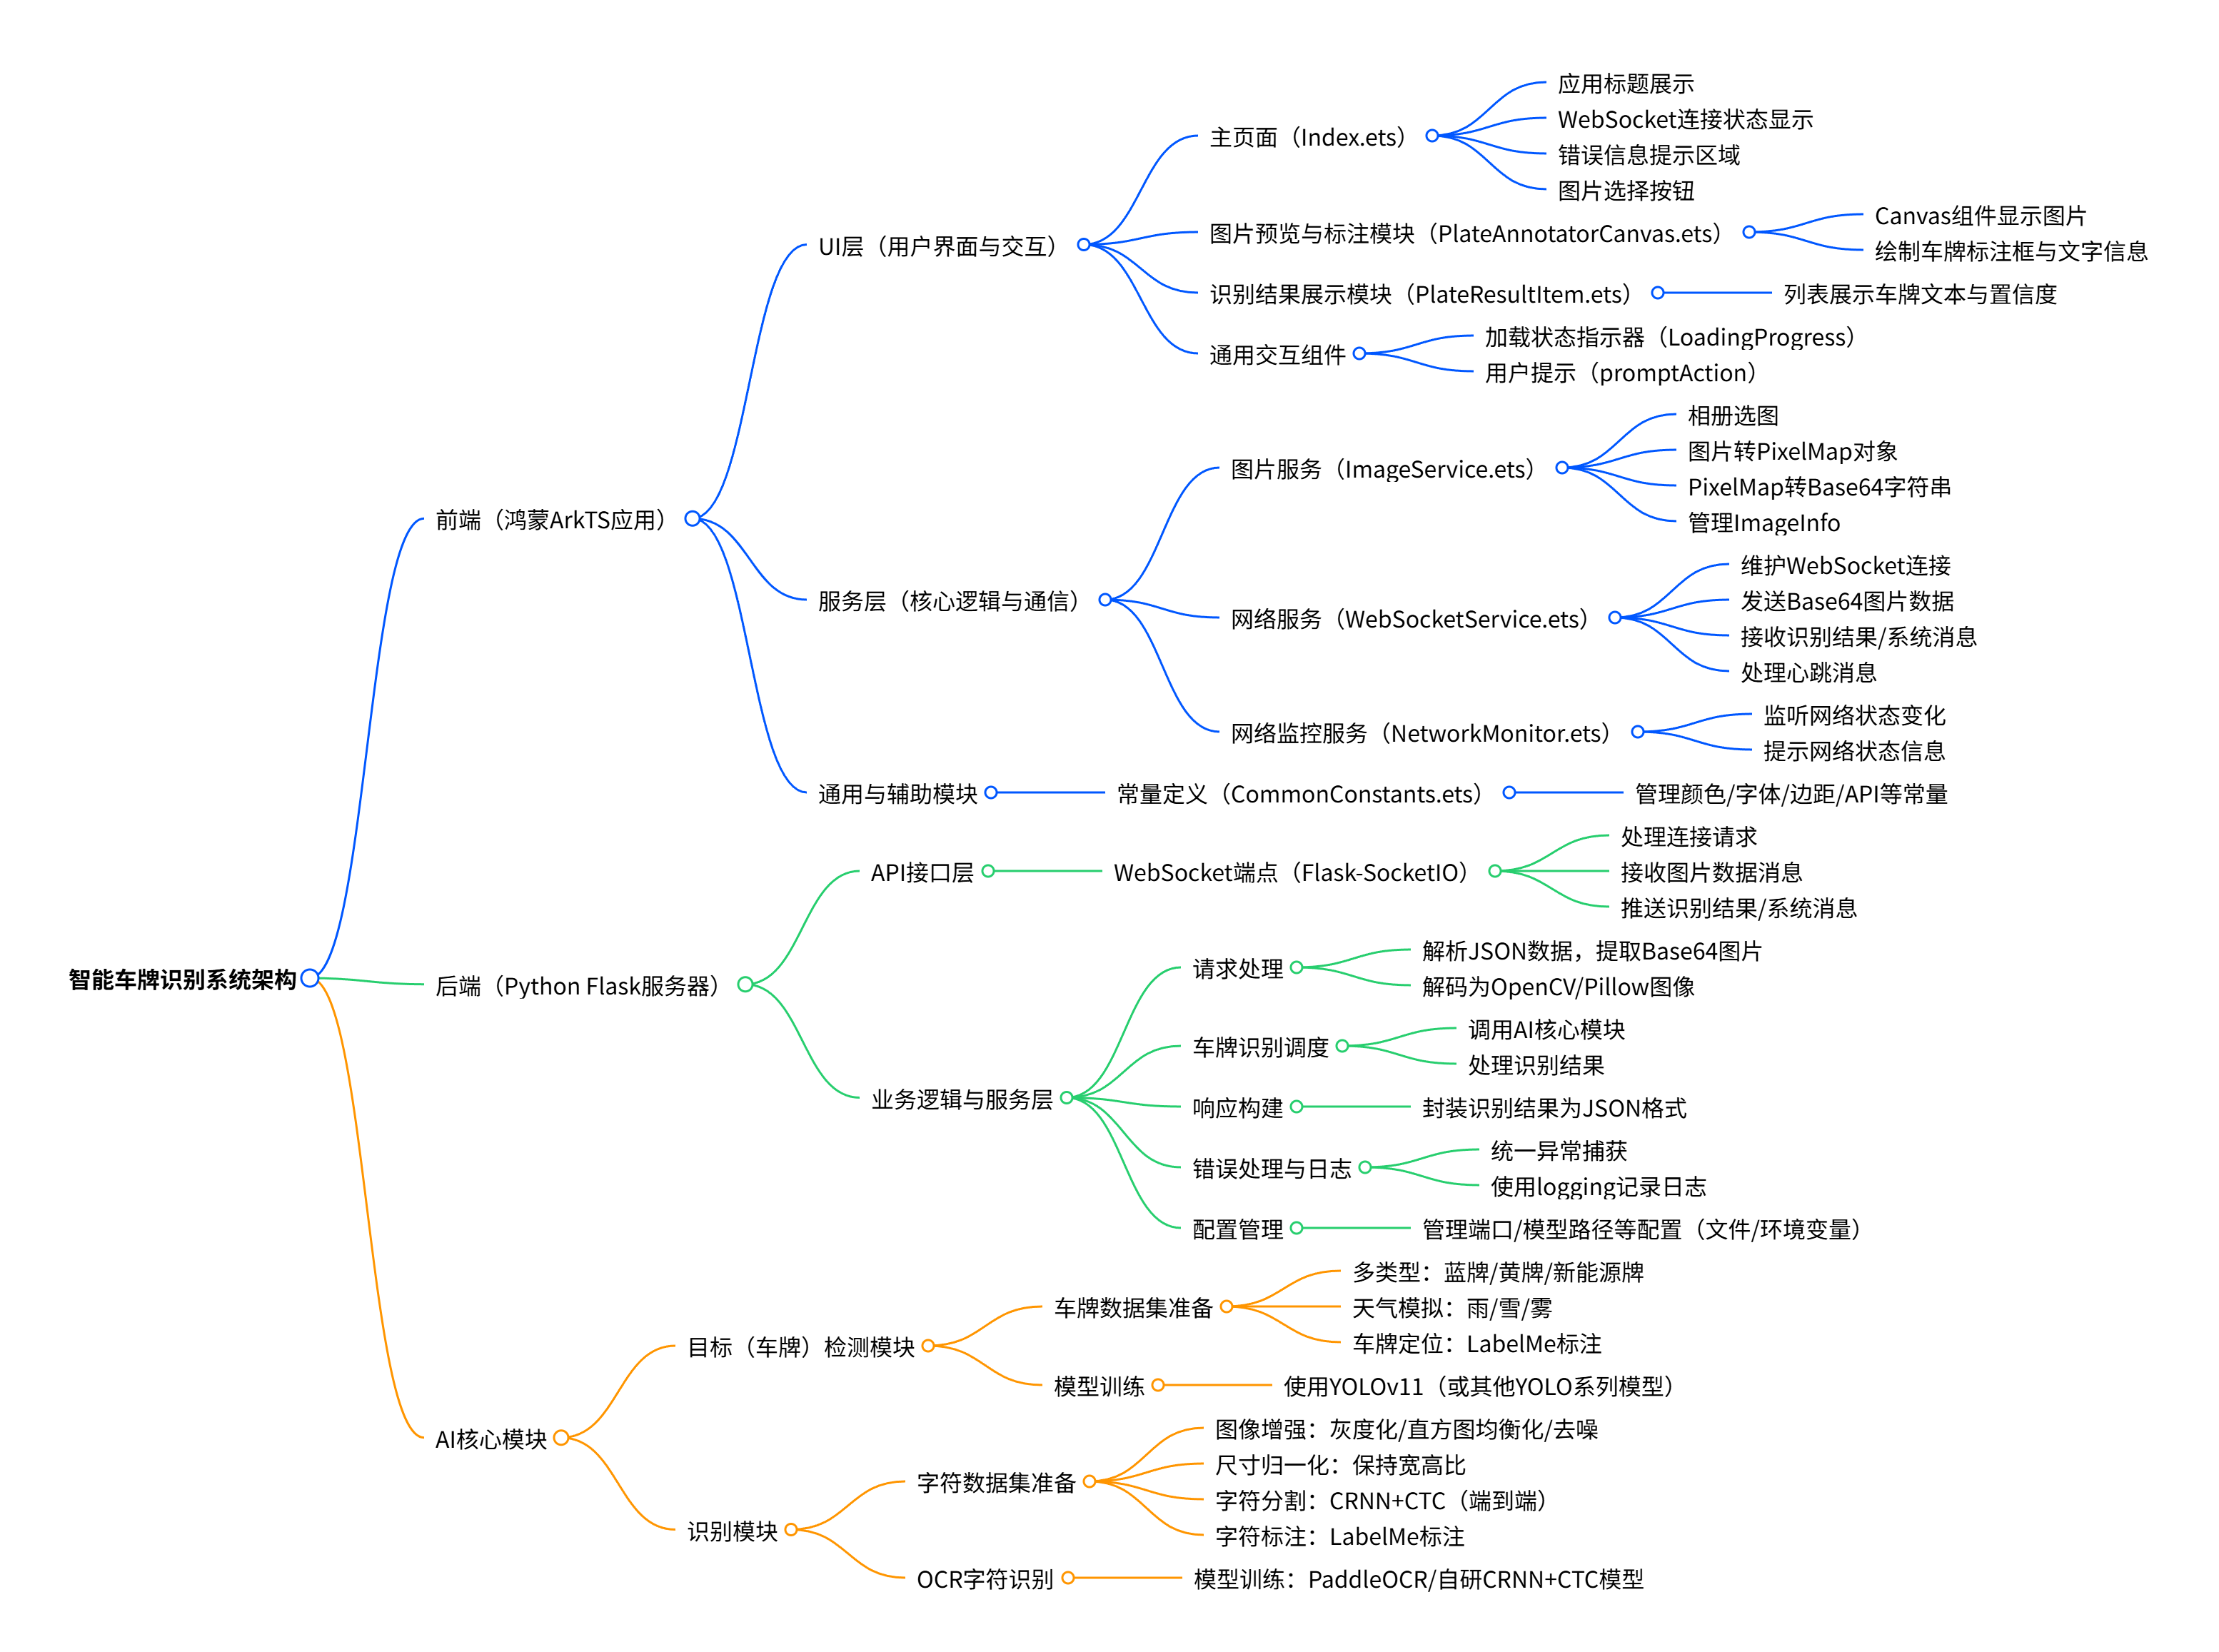 智能车牌识别系统架构
前端（鸿蒙ArkTS应用）
UI层（用户界面与交互）
主页面（Index.ets）
应用标题展示
WebSocket连接状态显示
错误信息提示区域
图片选择按钮
图片预览与标注模块（PlateAnnotatorCanvas.ets）
Canvas组件显示图片
绘制车牌标注框与文字信息
识别结果展示模块（PlateResultItem.ets）
列表展示车牌文本与置信度
通用交互组件
加载状态指示器（LoadingProgress）
用户提示（promptAction）
服务层（核心逻辑与通信）
图片服务（ImageService.ets）
相册选图
图片转PixelMap对象
PixelMap转Base64字符串
管理ImageInfo
网络服务（WebSocketService.ets）
维护WebSocket连接
发送Base64图片数据
接收识别结果/系统消息
处理心跳消息
网络监控服务（NetworkMonitor.ets）
监听网络状态变化
提示网络状态信息
通用与辅助模块
常量定义（CommonConstants.ets）
管理颜色/字体/边距/API等常量
后端（Python Flask服务器）
API接口层
WebSocket端点（Flask-SocketIO）
处理连接请求
接收图片数据消息
推送识别结果/系统消息
业务逻辑与服务层
请求处理
解析JSON数据，提取Base64图片
解码为OpenCV/Pillow图像
车牌识别调度
调用AI核心模块
处理识别结果
响应构建
封装识别结果为JSON格式
错误处理与日志
统一异常捕获
使用logging记录日志
配置管理
管理端口/模型路径等配置（文件/环境变量）
AI核心模块
目标（车牌）检测模块
车牌数据集准备
多类型：蓝牌/黄牌/新能源牌
天气模拟：雨/雪/雾
车牌定位：LabelMe标注
模型训练
使用YOLOv11（或其他YOLO系列模型）
识别模块
字符数据集准备
图像增强：灰度化/直方图均衡化/去噪
尺寸归一化：保持宽高比
字符分割：CRNN+CTC（端到端）
字符标注：LabelMe标注
OCR字符识别
模型训练：PaddleOCR/自研CRNN+CTC模型